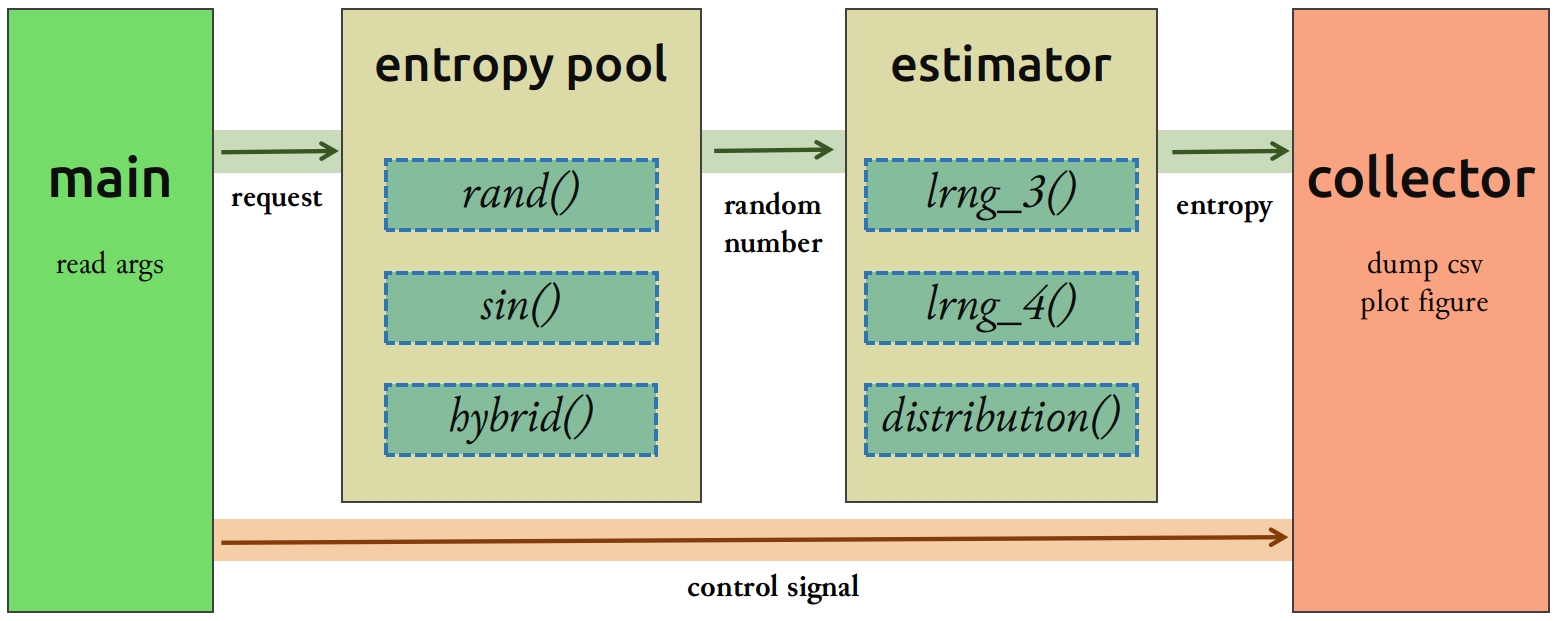 main
read args
request
entropy pool
rand()
sin()
hybrid()
random
number
estimator
lrng_3()
lrng_4()
distribution()
entropy
collector
dump csv
plot figure
control signal